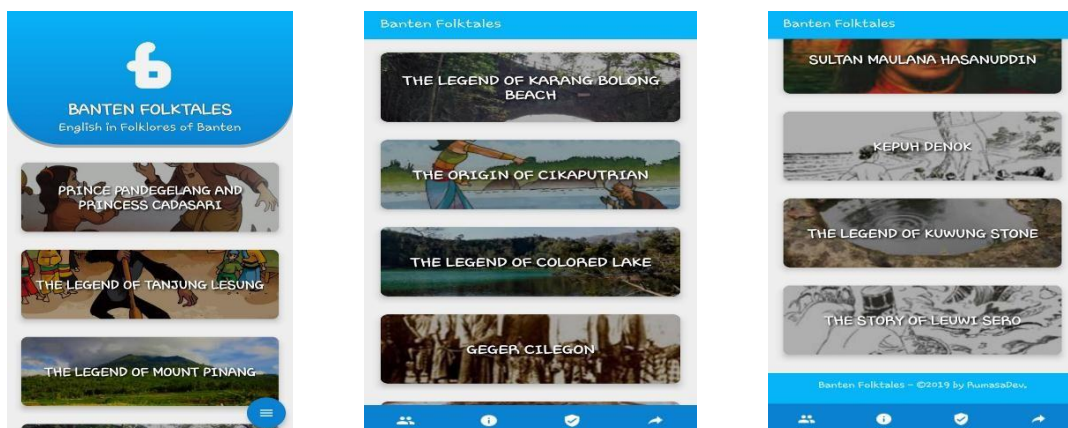 BANTEN FOLKTALES
English in Folklores of Banten
PRINCE PANDEGELANG AND
PRINCESS CADASARI
THE LEGEND OF TANJUNG LESUNG
THE LEGEND OF MOUNT PINANG
Banten Folktales
THE LEGEND OF KARANG BOLONG
BEACH
THE ORIGIN OF CIKAPUTRIAN
THE LEGEND OF COLORED LAKE
GEGER CILEGON
Banten Folktales
SULTAN MAULANA HASANUDDIN
KEPUH DENOK
THE LEGEND OF KUWUNG STONE
THE STORY OF LEUWI SERO
Banten Folktales - ©2019 by RumasaDev.